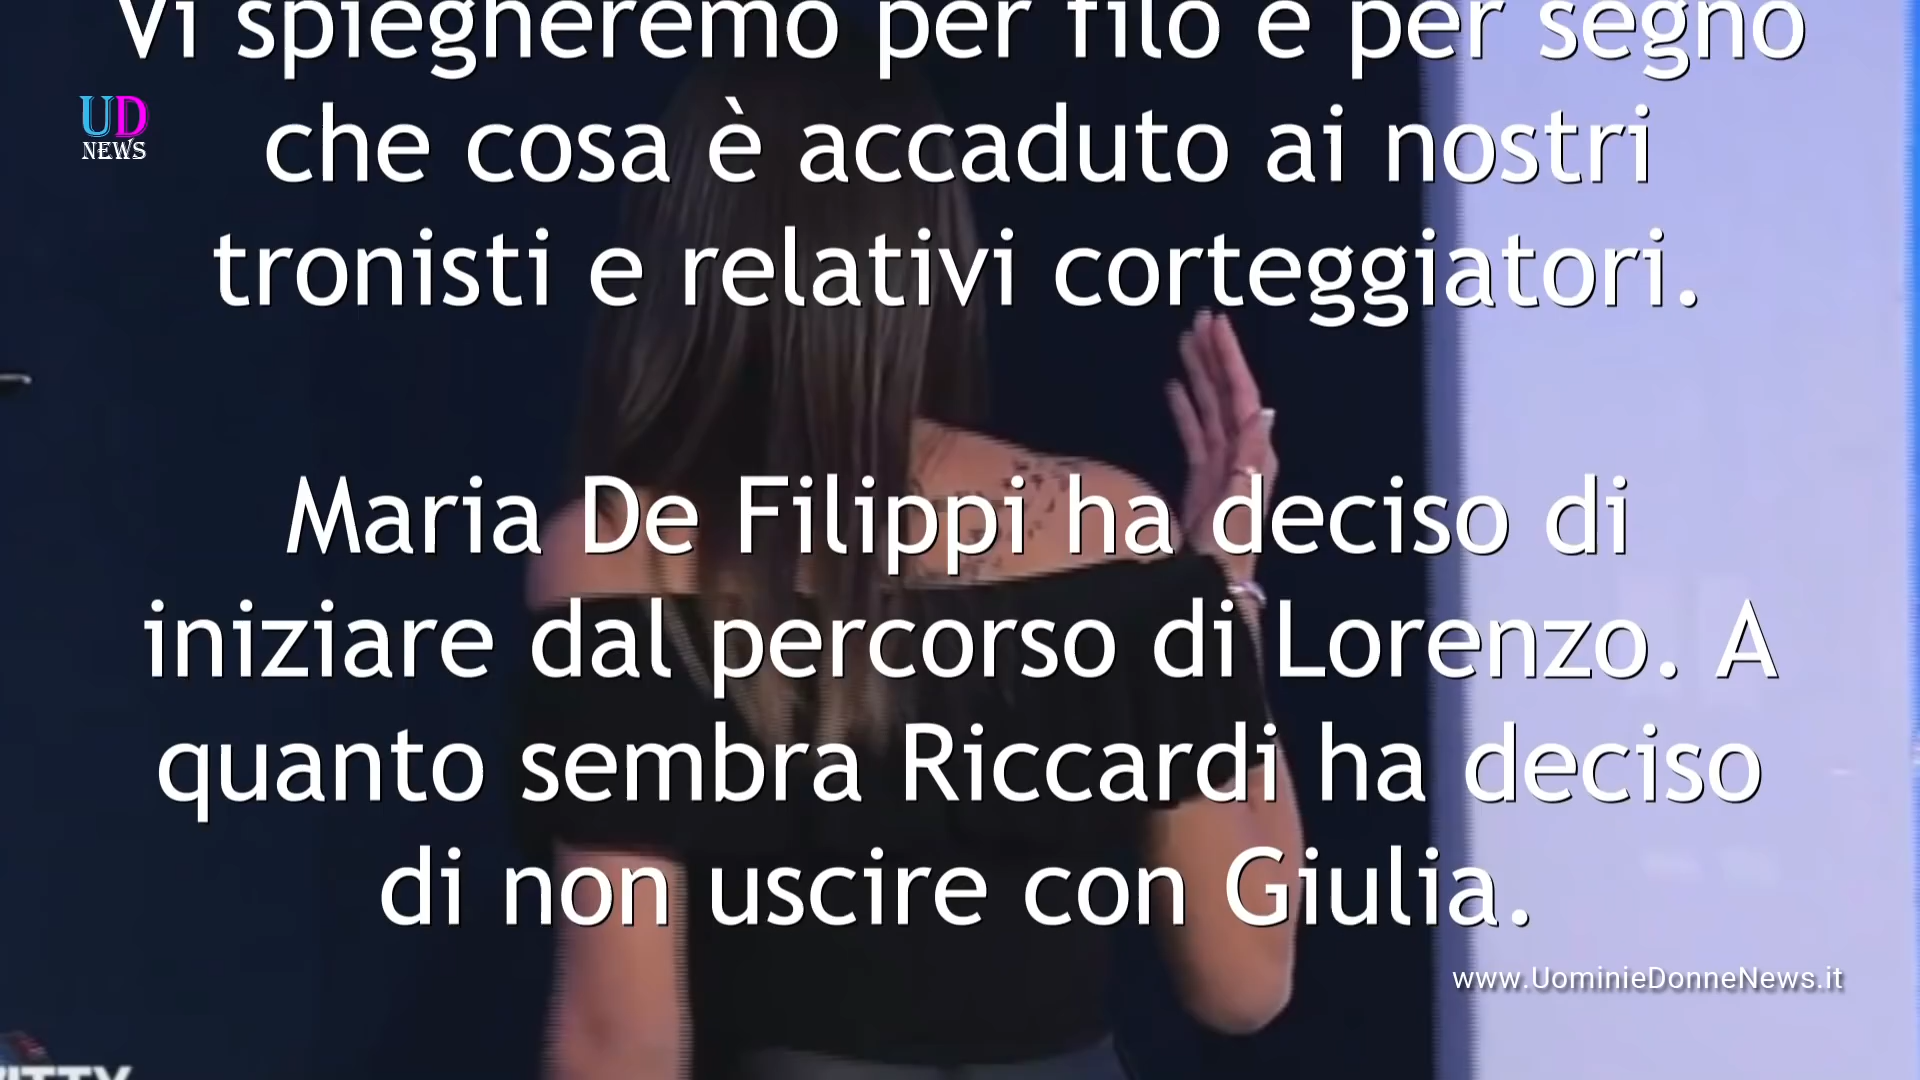 Vi spiegheremo per filo e per segno
UD
NEWS
che cosa è accaduto ai nostri
tronisti e relativi corteggiatori.
Maria De Filippi ha deciso di
iniziare dal percorso di Lorenzo. A
quanto sembra Riccardi ha deciso
di non uscire con Giulia.
www.UominieDonneNews.it